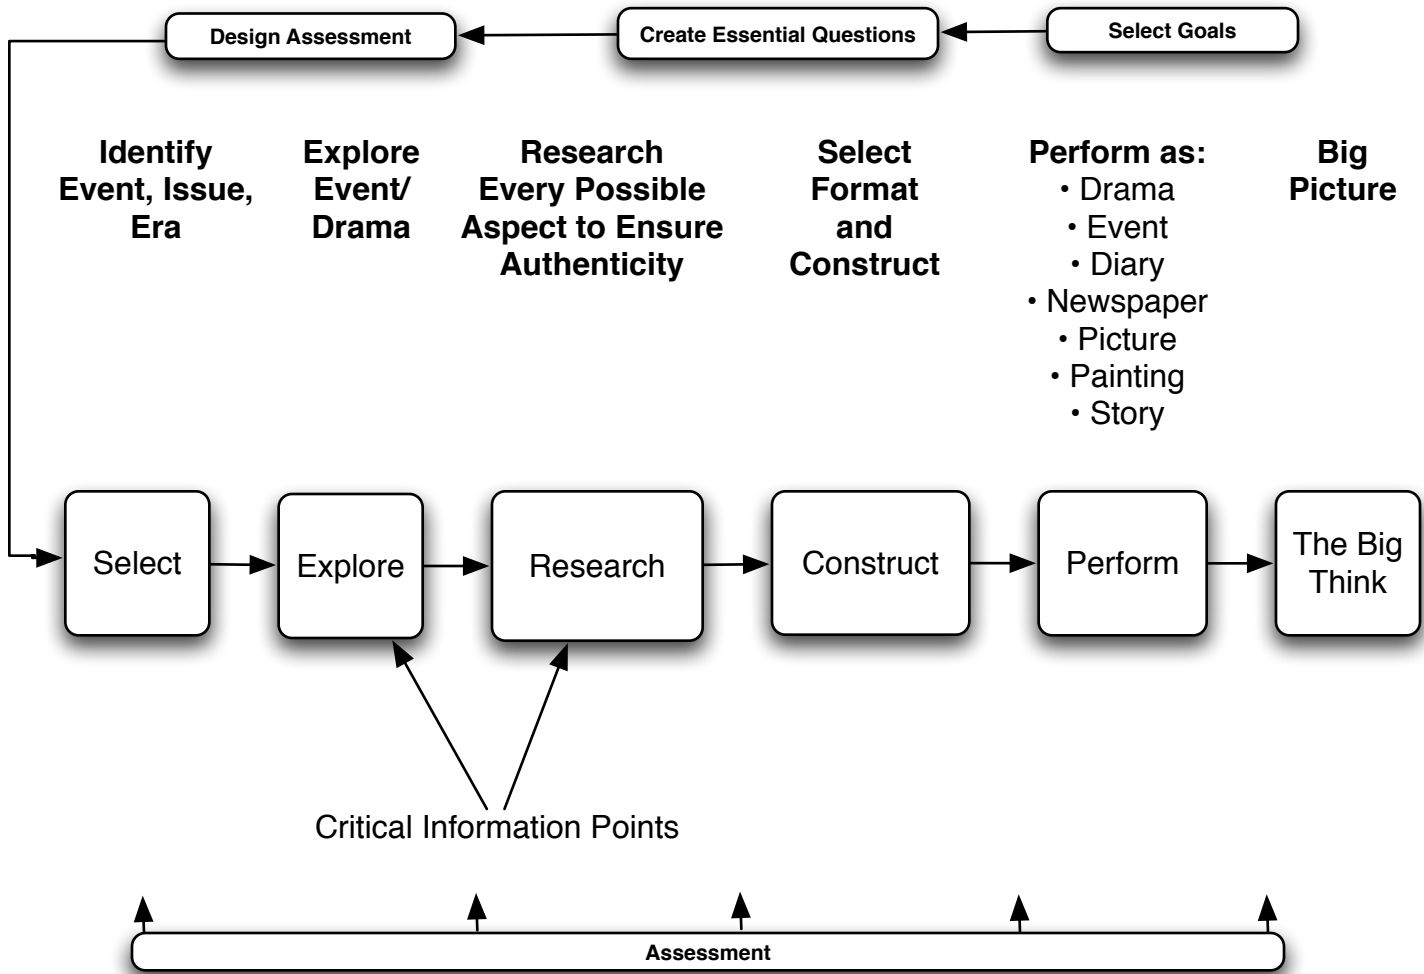 Design Assessment
Create Essential Questions
Select Goals
Identify
Event, Issue,
Era
Explore
Event/
Drama
Research
Every Possible
Aspect to Ensure
Authenticity
Select
Format
and
Construct
Perform as:
• Drama
• Event
• Diary
• Newspaper
• Picture
• Painting
• Story
Big
Picture
Select
Explore
Research
Construct
Perform
The Big
Think
Critical Information Points
Assessment